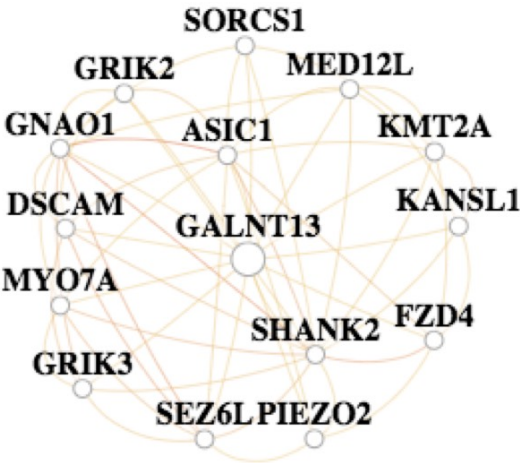 SORCS1
GRIK2
MED12L
GNAO1
ASIC1
KMT2A
DSCAM
KANSL1
GALNT13
MYO7A
SHANK2
FZD4
GRIK3
SEZ6L
PIEZO2